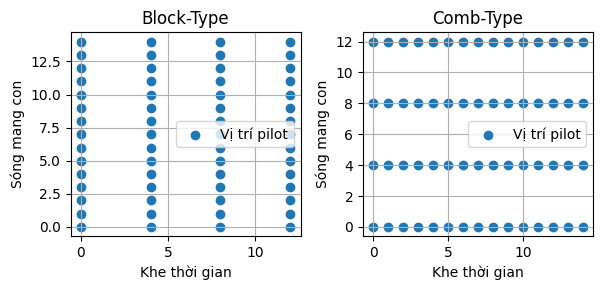 Block-Type
Sóng mang con
12.5
10.0
7.5
5.0
2.5
0.0
Vị trí pilot
0 5 10
Khe thời gian
Comb-Type
Sóng mang con
12
10
8
6
4
2
0
Vị trí pilot
0 5 10
Khe thời gian